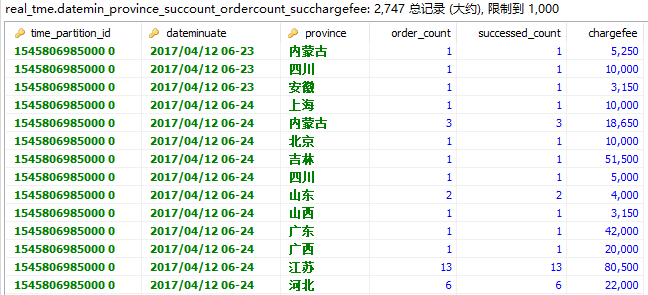 real_tme.datemin_province_succount_ordercount_succhargefee: 2,747 总记录 (大约), 限制到 1,000
time_partition_id dateminuate province order_count successed_count chargefee
1545806985000 0 2017/04/12 06-23 内蒙古 1 1 5,250
1545806985000 0 2017/04/12 06-23 四川 1 1 10,000
1545806985000 0 2017/04/12 06-23 安徽 1 1 3,150
1545806985000 0 2017/04/12 06-24 上海 1 1 10,000
1545806985000 0 2017/04/12 06-24 内蒙古 3 3 18,650
1545806985000 0 2017/04/12 06-24 北京 1 1 10,000
1545806985000 0 2017/04/12 06-24 吉林 1 1 51,500
1545806985000 0 2017/04/12 06-24 四川 1 1 5,000
1545806985000 0 2017/04/12 06-24 山东 2 2 4,000
1545806985000 0 2017/04/12 06-24 山西 1 1 3,150
1545806985000 0 2017/04/12 06-24 广东 1 1 42,000
1545806985000 0 2017/04/12 06-24 广西 1 1 20,000
1545806985000 0 2017/04/12 06-24 江苏 13 13 80,500
1545806985000 0 2017/04/12 06-24 河北 6 6 22,000